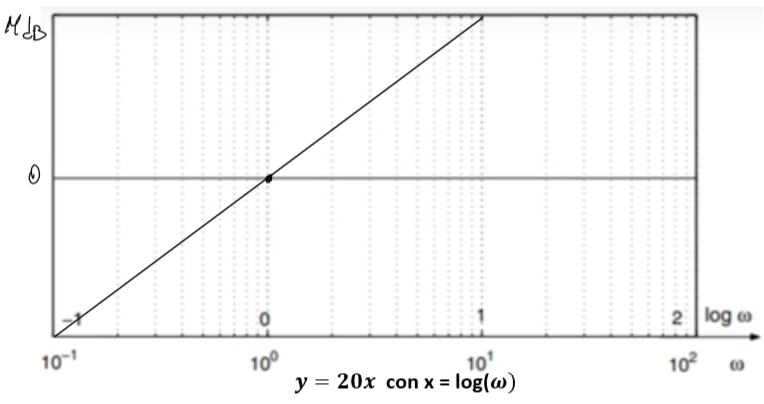 M dB
0
-1 0 1 2 log ω
10⁻¹ 10⁰ 10¹ 10² ω
y = 20x con x = log(ω)